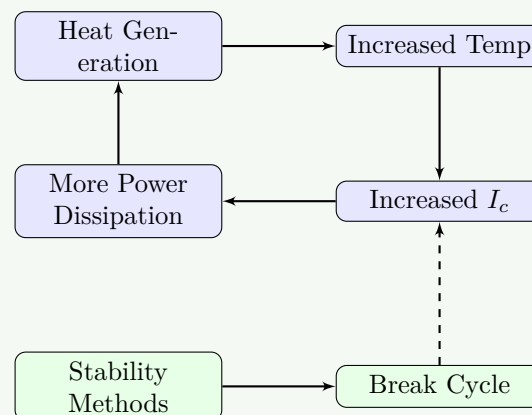 Heat Gen-
eration
Increased Temp
More Power
Dissipation
Increased I_c
Stability
Methods
Break Cycle